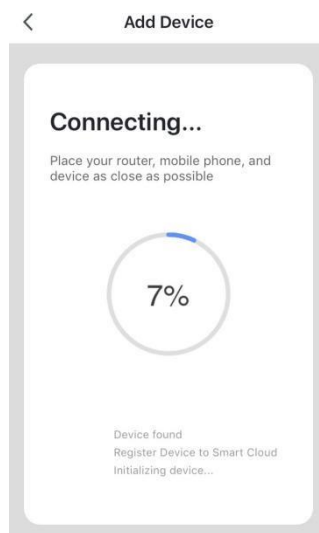 Add Device
Connecting...
Place your router, mobile phone, and
device as close as possible
7%
Device found
Register Device to Smart Cloud
Initializing device...